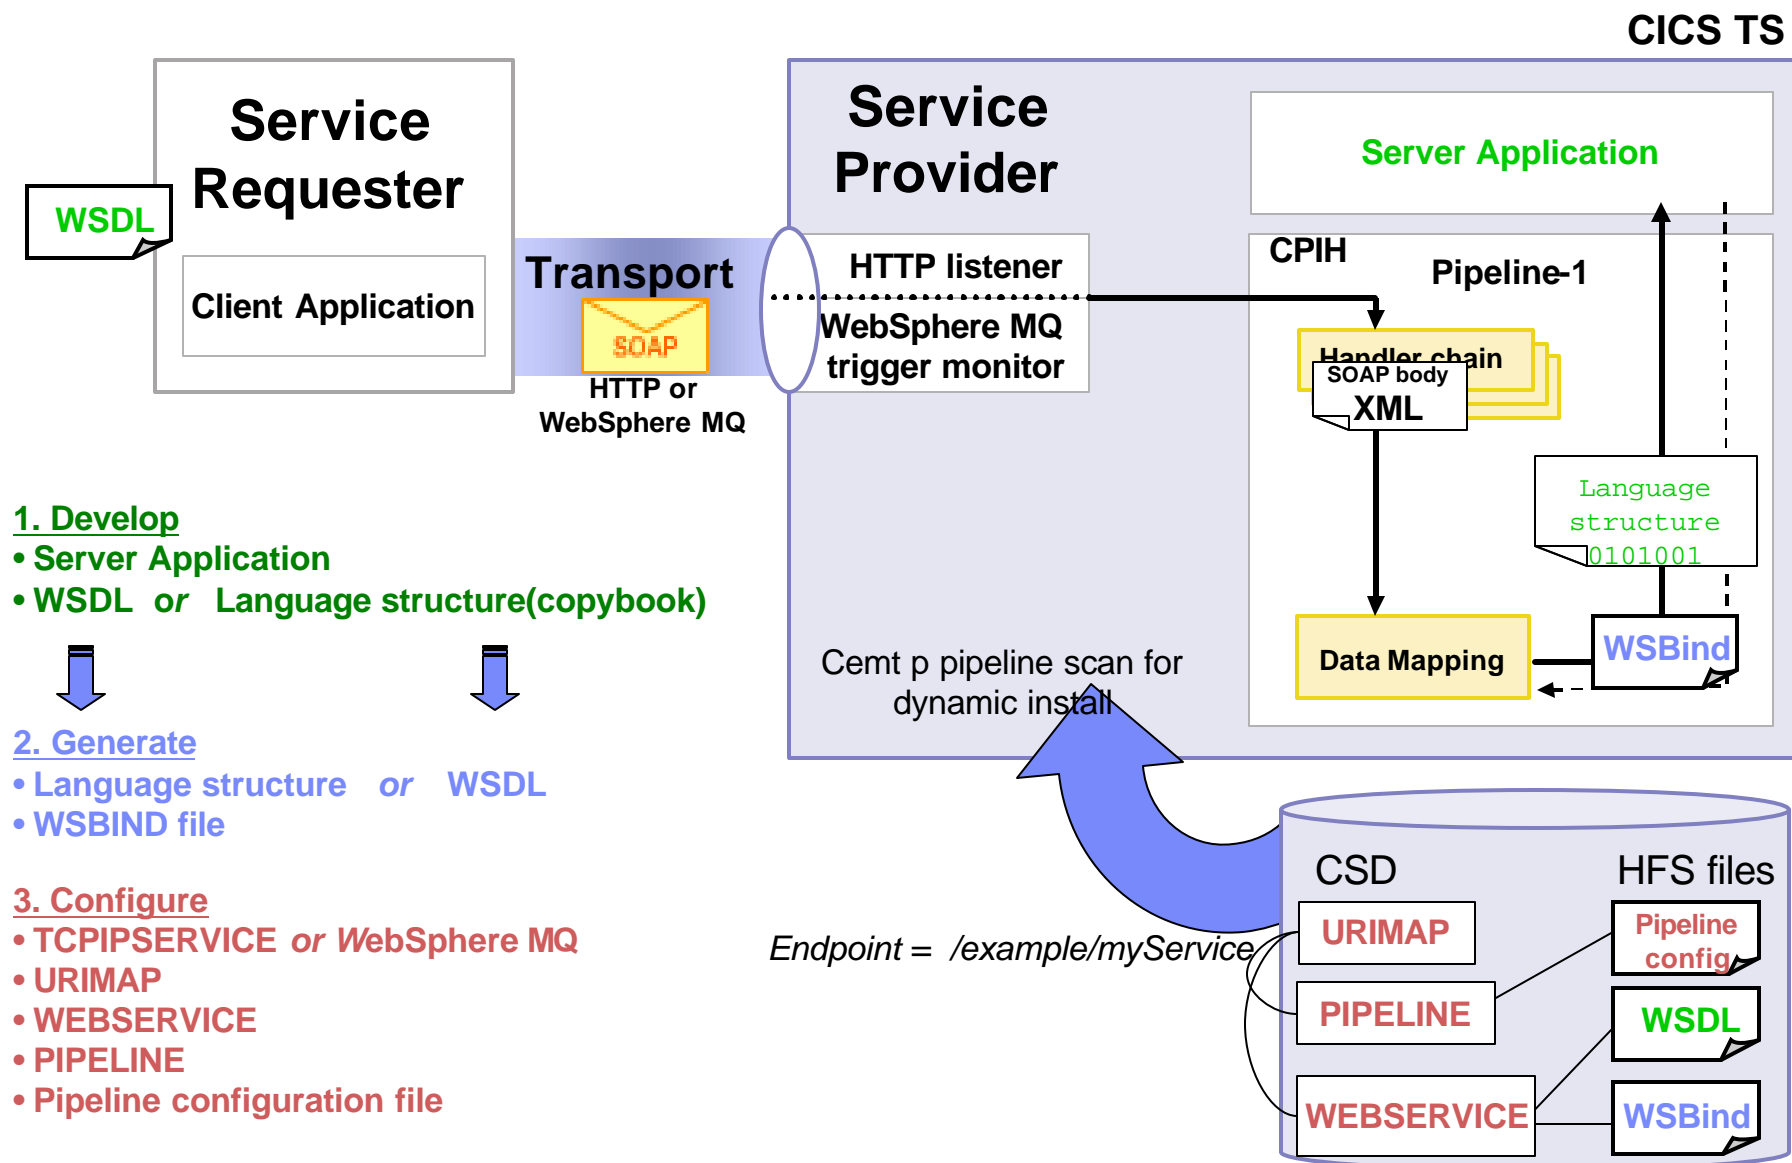 CICS TS
Service
Requester
WSDL
Client Application
Transport
SOAP
HTTP or
WebSphere MQ
Service
Provider
HTTP listener
WebSphere MQ
trigger monitor
Server Application
CPIH
Pipeline-1
Handler chain
SOAP body
XML
Language
structure
0101001
Data Mapping
WSBind
Cemt p pipeline scan for
dynamic install
1. Develop
• Server Application
• WSDL or Language structure(copybook)
2. Generate
• Language structure or WSDL
• WSBIND file
3. Configure
• TCPIPSERVICE or WebSphere MQ
• URIMAP
• WEBSERVICE
• PIPELINE
• Pipeline configuration file
Endpoint = /example/myService
CSD
HFS files
URIMAP
Pipeline
config
PIPELINE
WSDL
WEBSERVICE
WSBind